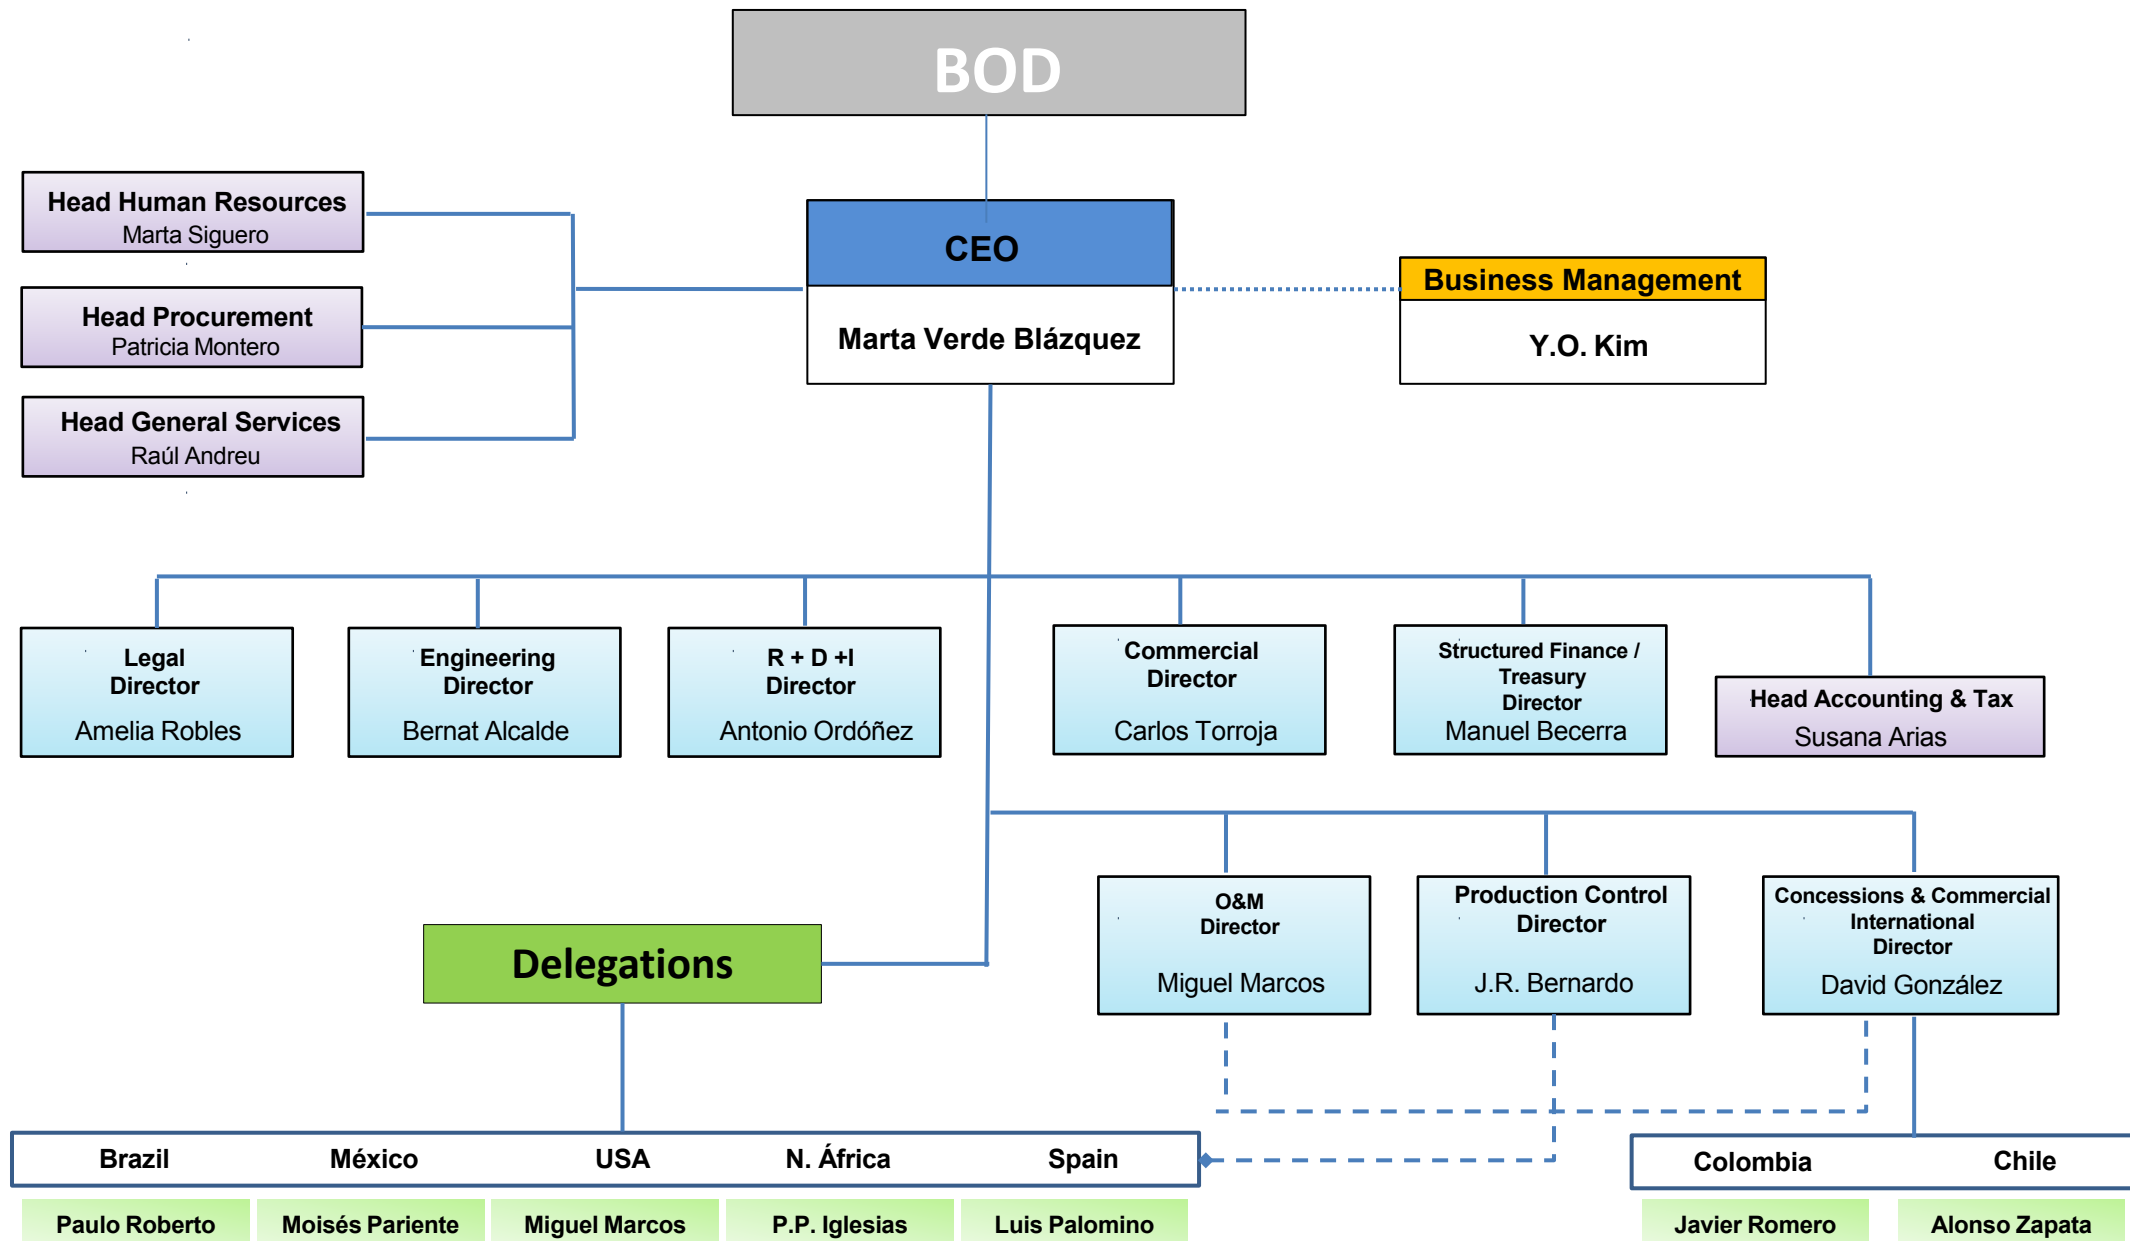 BOD
Head Human Resources
Marta Siguero
Head Procurement
Patricia Montero
Head General Services
Raúl Andreu
CEO
Marta Verde Blázquez
Business Management
Y.O. Kim
Legal
Director
Amelia Robles
Engineering
Director
Bernat Alcalde
R + D +I
Director
Antonio Ordóñez
Commercial
Director
Carlos Torroja
Structured Finance /
Treasury
Director
Manuel Becerra
Head Accounting & Tax
Susana Arias
O&M
Director
Miguel Marcos
Production Control
Director
J.R. Bernardo
Concessions & Commercial
International
Director
David González
Delegations
Brazil
México
USA
N. África
Spain
Colombia
Chile
Paulo Roberto
Moisés Pariente
Miguel Marcos
P.P. Iglesias
Luis Palomino
Javier Romero
Alonso Zapata